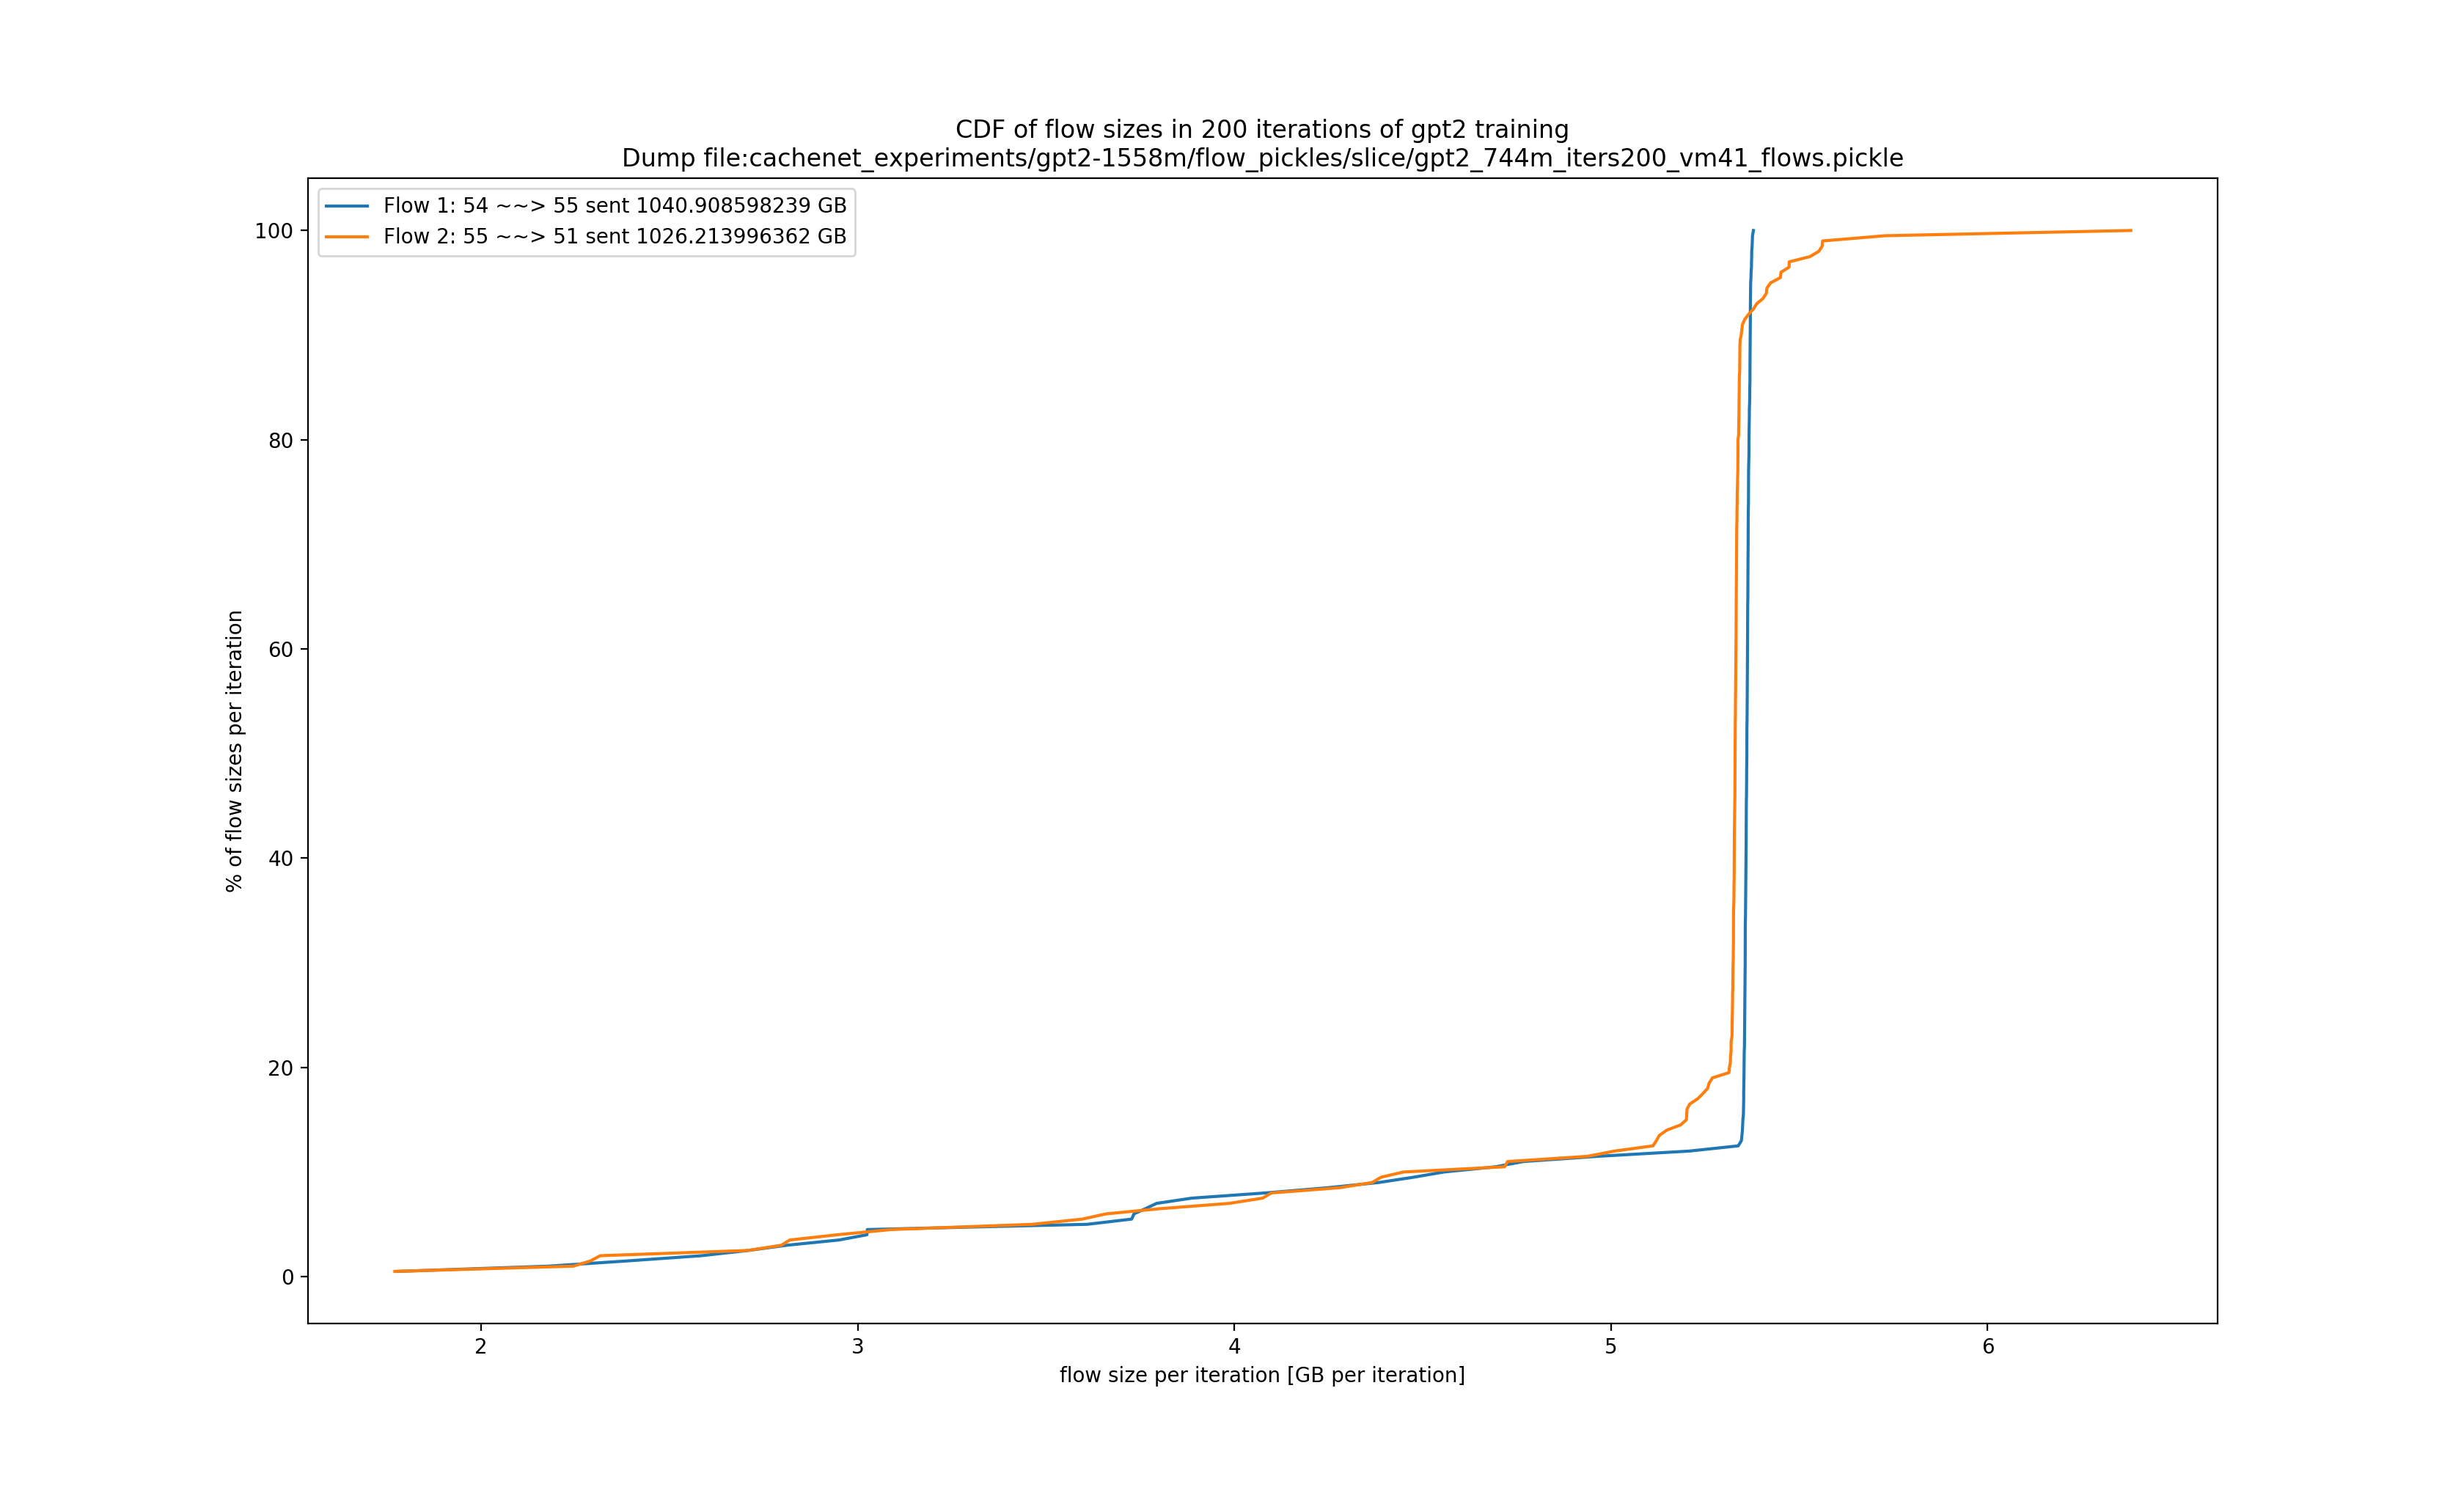 CDF of flow sizes in 200 iterations of gpt2 training
Dump file:cachenet_experiments/gpt2-1558m/flow_pickles/slice/gpt2_744m_iters200_vm41_flows.pickle
Flow 1: 54 ~~> 55 sent 1040.908598239 GB
Flow 2: 55 ~~> 51 sent 1026.213996362 GB
100
80
60
40
20
0
% of flow sizes per iteration
2 3 4 5 6
flow size per iteration [GB per iteration]